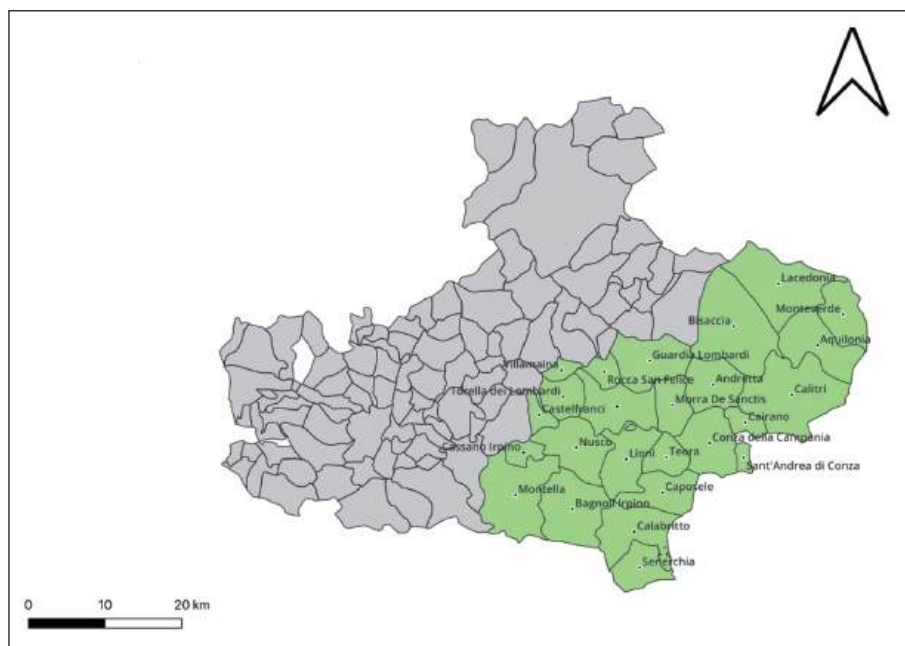 Lacedonia
Monteverde
Bisaccia
Aquilonia
Guardia Lombardi
Villamaina
Rocca San Felice
Andretta
Torella dei Lombardi
Calitri
Morra De Sanctis
Castelfranci
Cairano
Conza della Campania
Nusco
Cassano Irpino
Lioni
Teora
Sant'Andrea di Conza
Caposele
Montella
Bagnoli Irpino
Calabritto
Senerchia
0 10 20 km